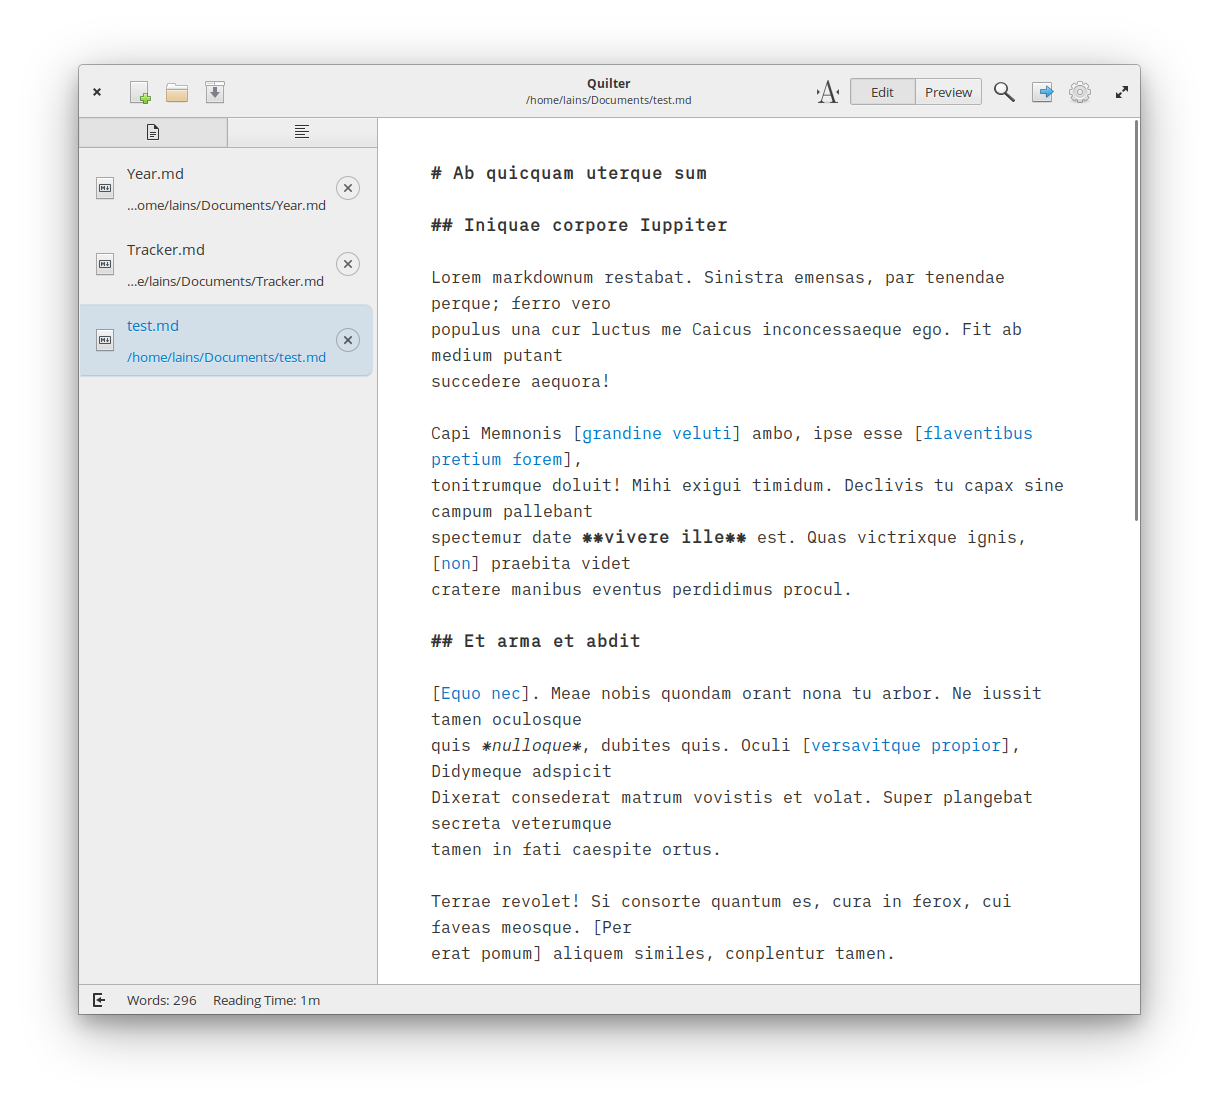 Quilter
/home/lains/Documents/test.md
A
Edit
Preview
Year.md
...ome/lains/Documents/Year.md
Tracker.md
...e/lains/Documents/Tracker.md
test.md
/home/lains/Documents/test.md
# Ab quicquam uterque sum
## Iniquae corpore Iuppiter
Lorem markdownum restabat. Sinistra emensas, par tenendae
perque; ferro vero
populus una cur luctus me Caicus inconcessaeque ego. Fit ab
medium putant
succedere aequora!
Capi Memnonis [grandine veluti] ambo, ipse esse [flaventibus
pretium forem],
tonitrumque doluit! Mihi exigui timidum. Declivis tu capax sine
campum pallebant
spectemur date **vivere ille** est. Quas victrixque ignis,
[non] praebita videt
cratere manibus eventus perdidimus procul.
## Et arma et abdit
[Equo nec]. Meae nobis quondam orant nona tu arbor. Ne iussit
tamen oculosque
quis *nulloque*, dubites quis. Oculi [versavitque propior],
Didymeque adspicit
Dixerat consederat matrum vovistis et volat. Super plangebat
secreta veterumque
tamen in fati caespite ortus.
Terrae revolet! Si consorte quantum es, cura in ferox, cui
faveas meosque. [Per
erat pomum] aliquem similes, conplentur tamen.
Words: 296
Reading Time: 1m